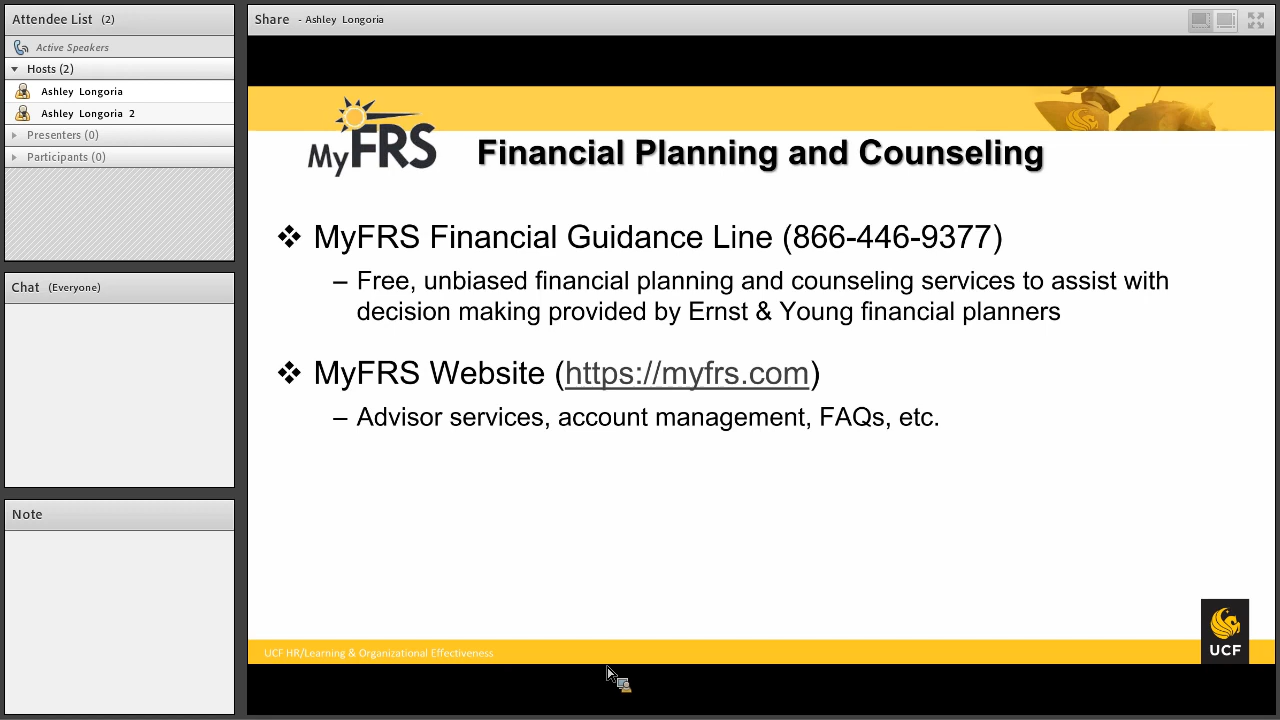 Attendee List (2)
Active Speakers
Hosts (2)
Ashley Longoria
Ashley Longoria 2
Presenters (0)
Participants (0)
Chat (Everyone)
Note
Share - Ashley Longoria
MyFRS
Financial Planning and Counseling
❖ MyFRS Financial Guidance Line (866-446-9377)
– Free, unbiased financial planning and counseling services to assist with
decision making provided by Ernst & Young financial planners
❖ MyFRS Website (https://myfrs.com)
– Advisor services, account management, FAQs, etc.
UCF HR/Learning & Organizational Effectiveness
UCF